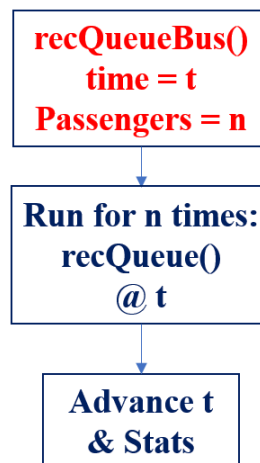 recQueueBus()
time = t
Passengers = n
Run for n times:
recQueue()
@ t
Advance t
& Stats